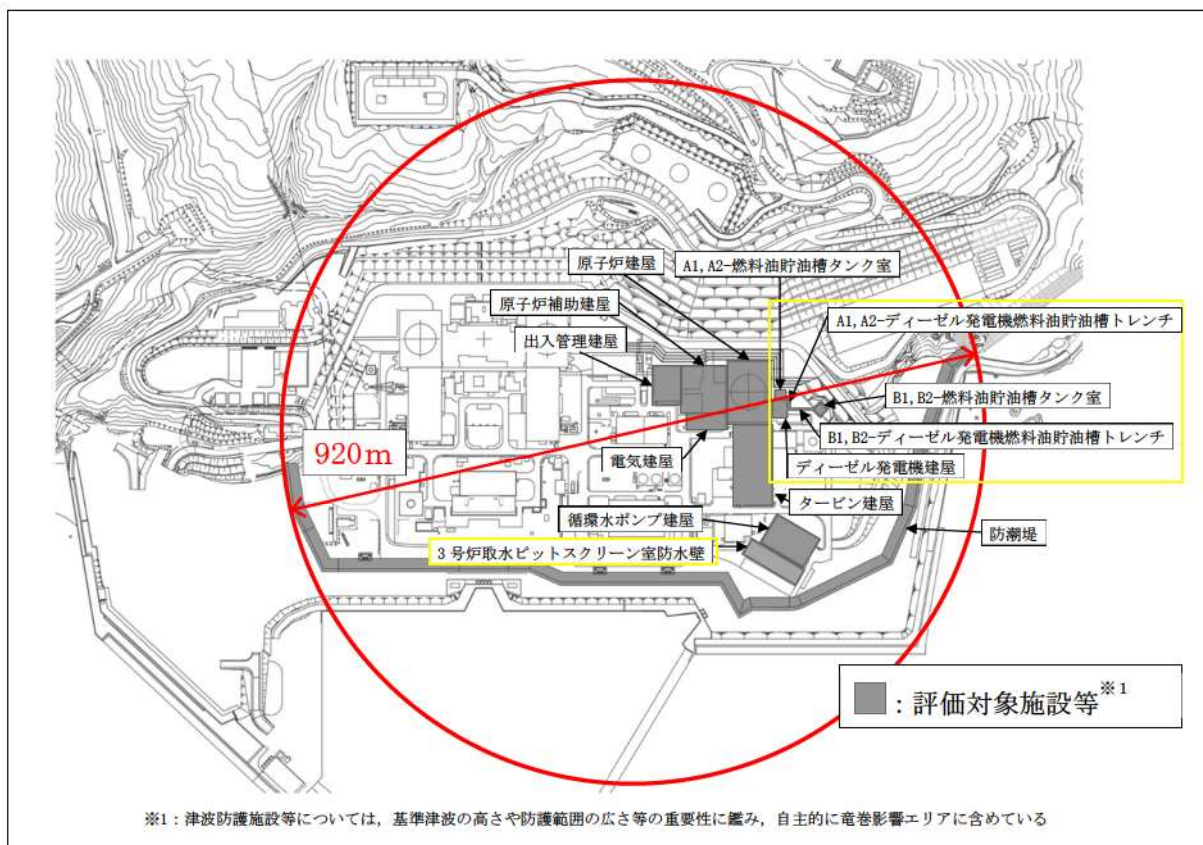 原子炉建屋
A1, A2-燃料油貯油槽タンク室
原子炉補助建屋
A1, A2-ディーゼル発電機燃料油貯油槽トレンチ
出入管理建屋
B1, B2-燃料油貯油槽タンク室
B1, B2-ディーゼル発電機燃料油貯油槽トレンチ
920m
電気建屋
ディーゼル発電機建屋
タービン建屋
循環水ポンプ建屋
防潮堤
3号炉取水ピットスクリーン室防水壁
：評価対象施設等※1
※1：津波防護施設等については，基準津波の高さや防護範囲の広さ等の重要性に鑑み，自主的に竜巻影響エリアに含めている